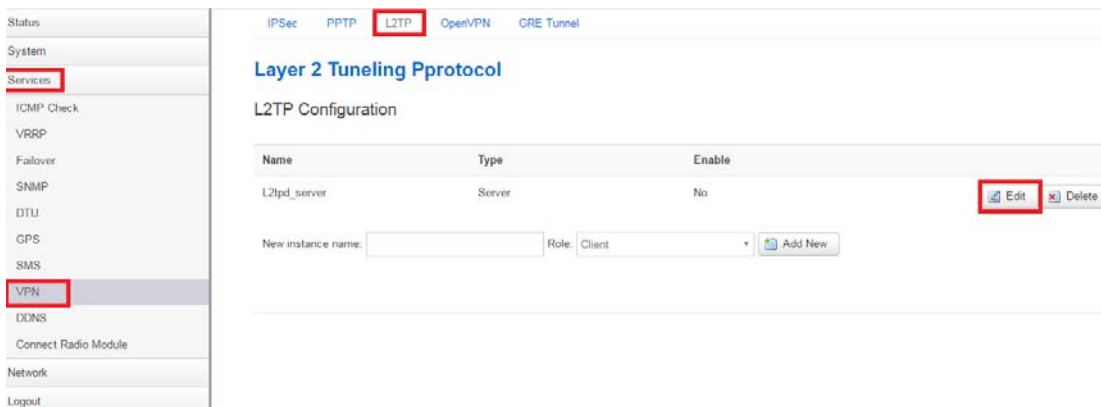 Status
System
Services
ICMP Check
VRRP
Failover
SNMP
DTU
GPS
SMS
VPN
DDNS
Connect Radio Module
Network
Logout
IPSec PPTP L2TP OpenVPN GRE Tunnel
Layer 2 Tuneling Pprotocol
L2TP Configuration
Name Type Enable
L2tpd_server Server No Edit Delete
New instance name: Role: Client Add New